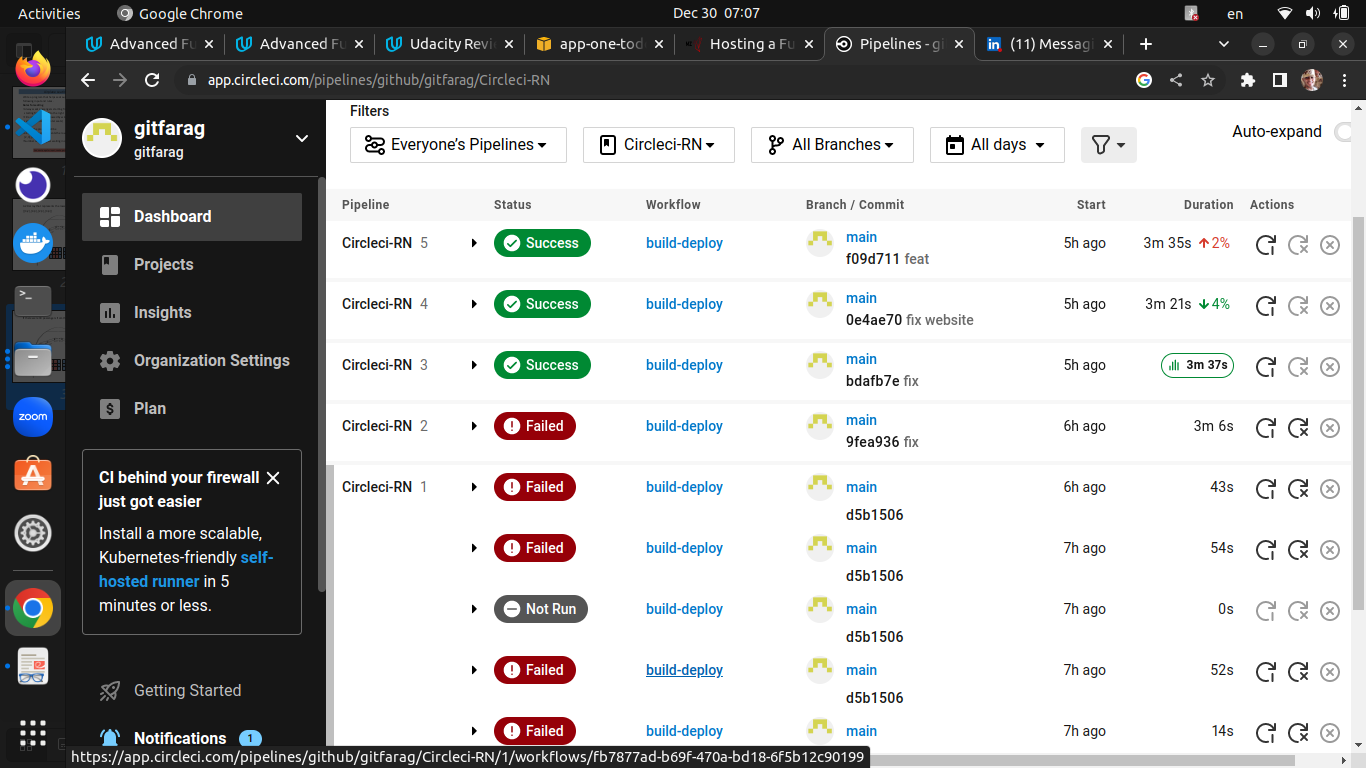 Activities
Google Chrome
Dec 30 07:07
en
Advanced Fu
Advanced Fu
Udacity Revie
app-one-tod
Hosting a Fu
Pipelines - gi
(11) Messagi
app.circleci.com/pipelines/github/gitfarag/Circleci-RN
gitfarag
gitfarag
Dashboard
Projects
Insights
Organization Settings
Plan
CI behind your firewall
just got easier
Install a more scalable,
Kubernetes-friendly self-
hosted runner in 5
minutes or less.
Getting Started
Notifications 1
zoom
Filters
Everyone's Pipelines
Circleci-RN
All Branches
All days
Auto-expand
Pipeline Status Workflow Branch / Commit Start Duration Actions
Circleci-RN 5 Success build-deploy main 5h ago 3m 35s 2%
f09d711 feat
Circleci-RN 4 Success build-deploy main 5h ago 3m 21s 4%
0e4ae70 fix website
Circleci-RN 3 Success build-deploy main 5h ago 3m 37s
bdafb7e fix
Circleci-RN 2 Failed build-deploy main 6h ago 3m 6s
9fea936 fix
Circleci-RN 1 Failed build-deploy main 6h ago 43s
d5b1506
Failed build-deploy main 7h ago 54s
d5b1506
Not Run build-deploy main 7h ago 0s
d5b1506
Failed build-deploy main 7h ago 52s
d5b1506
Failed build-deploy main 7h ago 14s
https://app.circleci.com/pipelines/github/gitfarag/Circleci-RN/1/workflows/fb7877ad-b69f-470a-bd18-6f5b12c90199